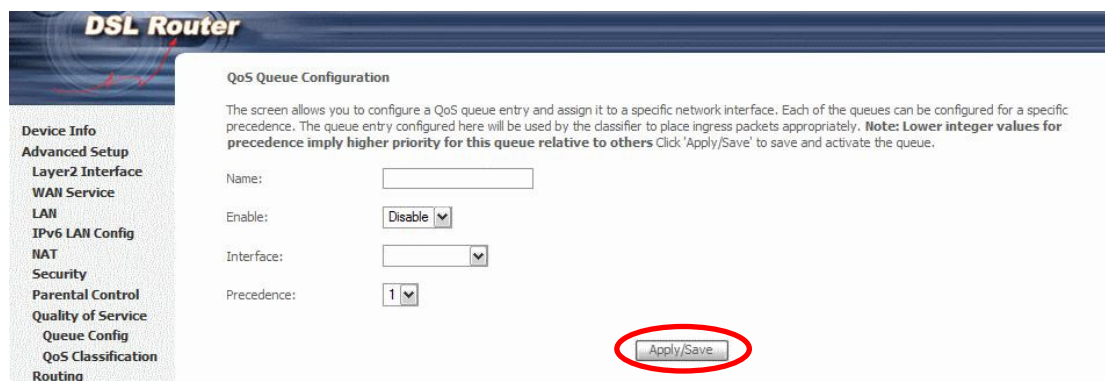 DSL Router
Device Info
Advanced Setup
Layer2 Interface
WAN Service
LAN
IPv6 LAN Config
NAT
Security
Parental Control
Quality of Service
Queue Config
QoS Classification
Routing
QoS Queue Configuration
The screen allows you to configure a QoS queue entry and assign it to a specific network interface. Each of the queues can be configured for a specific
precedence. The queue entry configured here will be used by the classifier to place ingress packets appropriately. Note: Lower integer values for
precedence imply higher priority for this queue relative to others Click 'Apply/Save' to save and activate the queue.
Name:
Enable: Disable
Interface:
Precedence: 1
Apply/Save